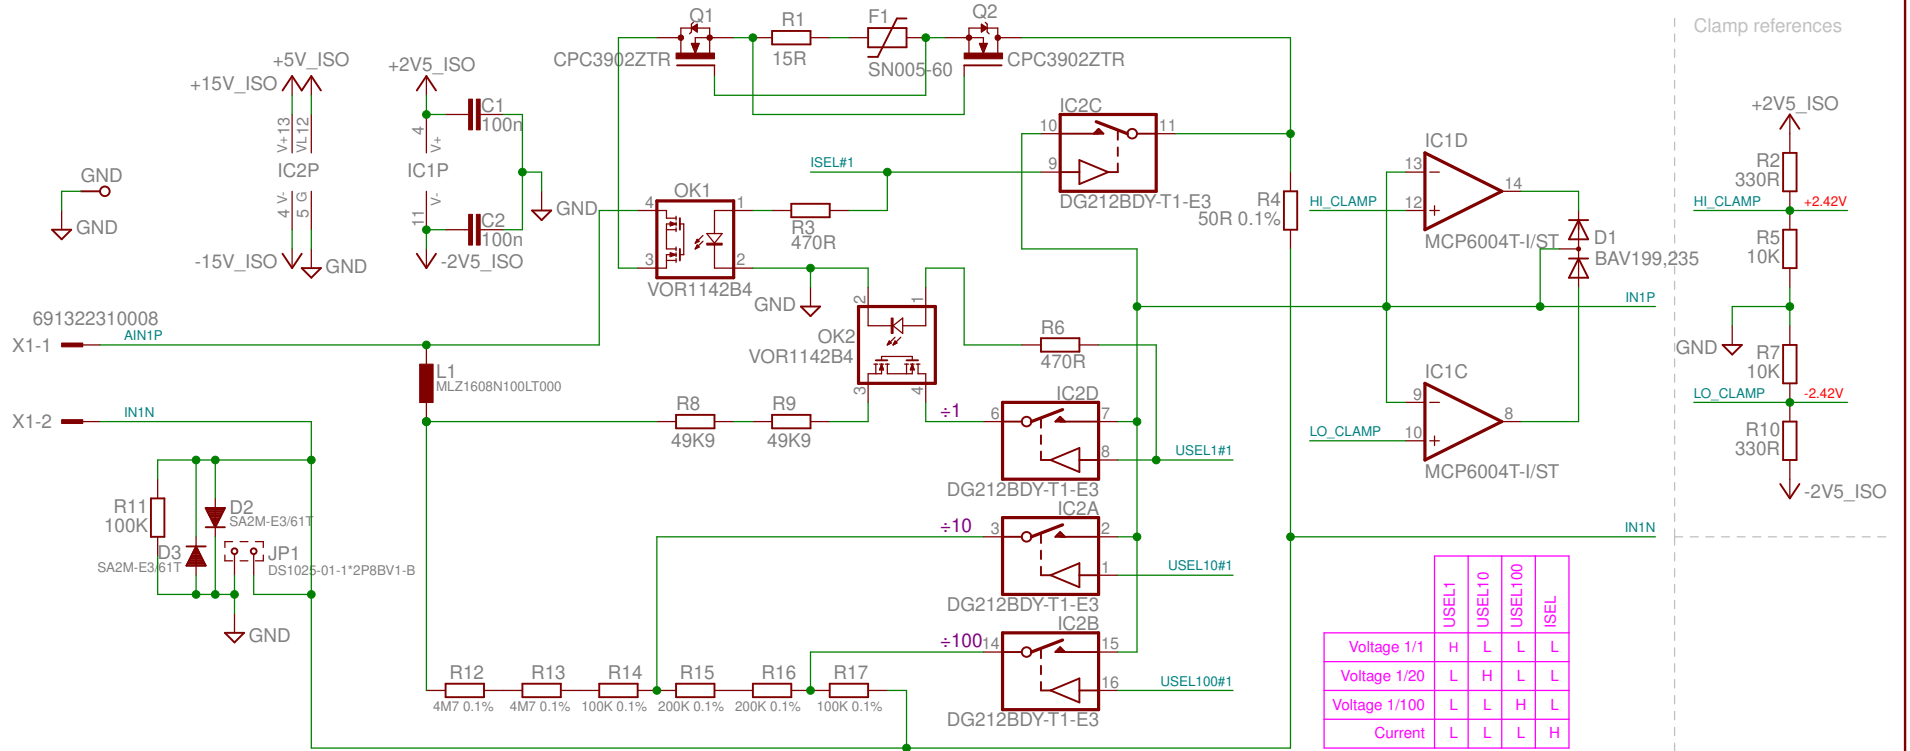 Q1
R1
F1
Q2
Clamp references
CPC3902ZTR
15R
SN005-60
CPC3902ZTR
+5V_ISO
+15V_ISO
+2V5_ISO
V+ 13
VL 12
IC2P
4 V-
5 G
-15V_ISO
GND
4
V+
IC1P
11
V-
C1
100n
C2
100n
GND
-2V5_ISO
GND
GND
IC2C
10
11
9
DG212BDY-T1-E3
ISEL#1
OK1
4
1
3
2
VOR1142B4
R3
470R
GND
R4
50R 0.1%
IC1D
13
14
12
HI_CLAMP
MCP6004T-I/ST
D1
BAV199,235
IN1P
+2V5_ISO
R2
330R
HI_CLAMP
+2.42V
R5
10K
GND
R7
10K
LO_CLAMP
-2.42V
R10
330R
-2V5_ISO
691322310008
X1-1
AIN1P
L1
MLZ1608N100LT000
X1-2
IN1N
OK2
VOR1142B4
2
1
3
4
R6
470R
R8
49K9
R9
49K9
÷1
IC2D
6
7
8
USEL1#1
DG212BDY-T1-E3
IC1C
9
8
10
LO_CLAMP
MCP6004T-I/ST
÷10
IC2A
3
2
1
USEL10#1
DG212BDY-T1-E3
IN1N
R11
100K
D2
SA2M-E3/61T
D3
SA2M-E3/61T
JP1
DS1025-01-1*2P8BV1-B
GND
÷100
IC2B
14
15
16
USEL100#1
DG212BDY-T1-E3
R12
R13
R14
R15
R16
R17
4M7 0.1%
4M7 0.1%
100K 0.1%
200K 0.1%
200K 0.1%
100K 0.1%
USEL1 USEL10 USEL100 ISEL
Voltage 1/1 H L L L
Voltage 1/20 L H L L
Voltage 1/100 L L H L
Current L L L H